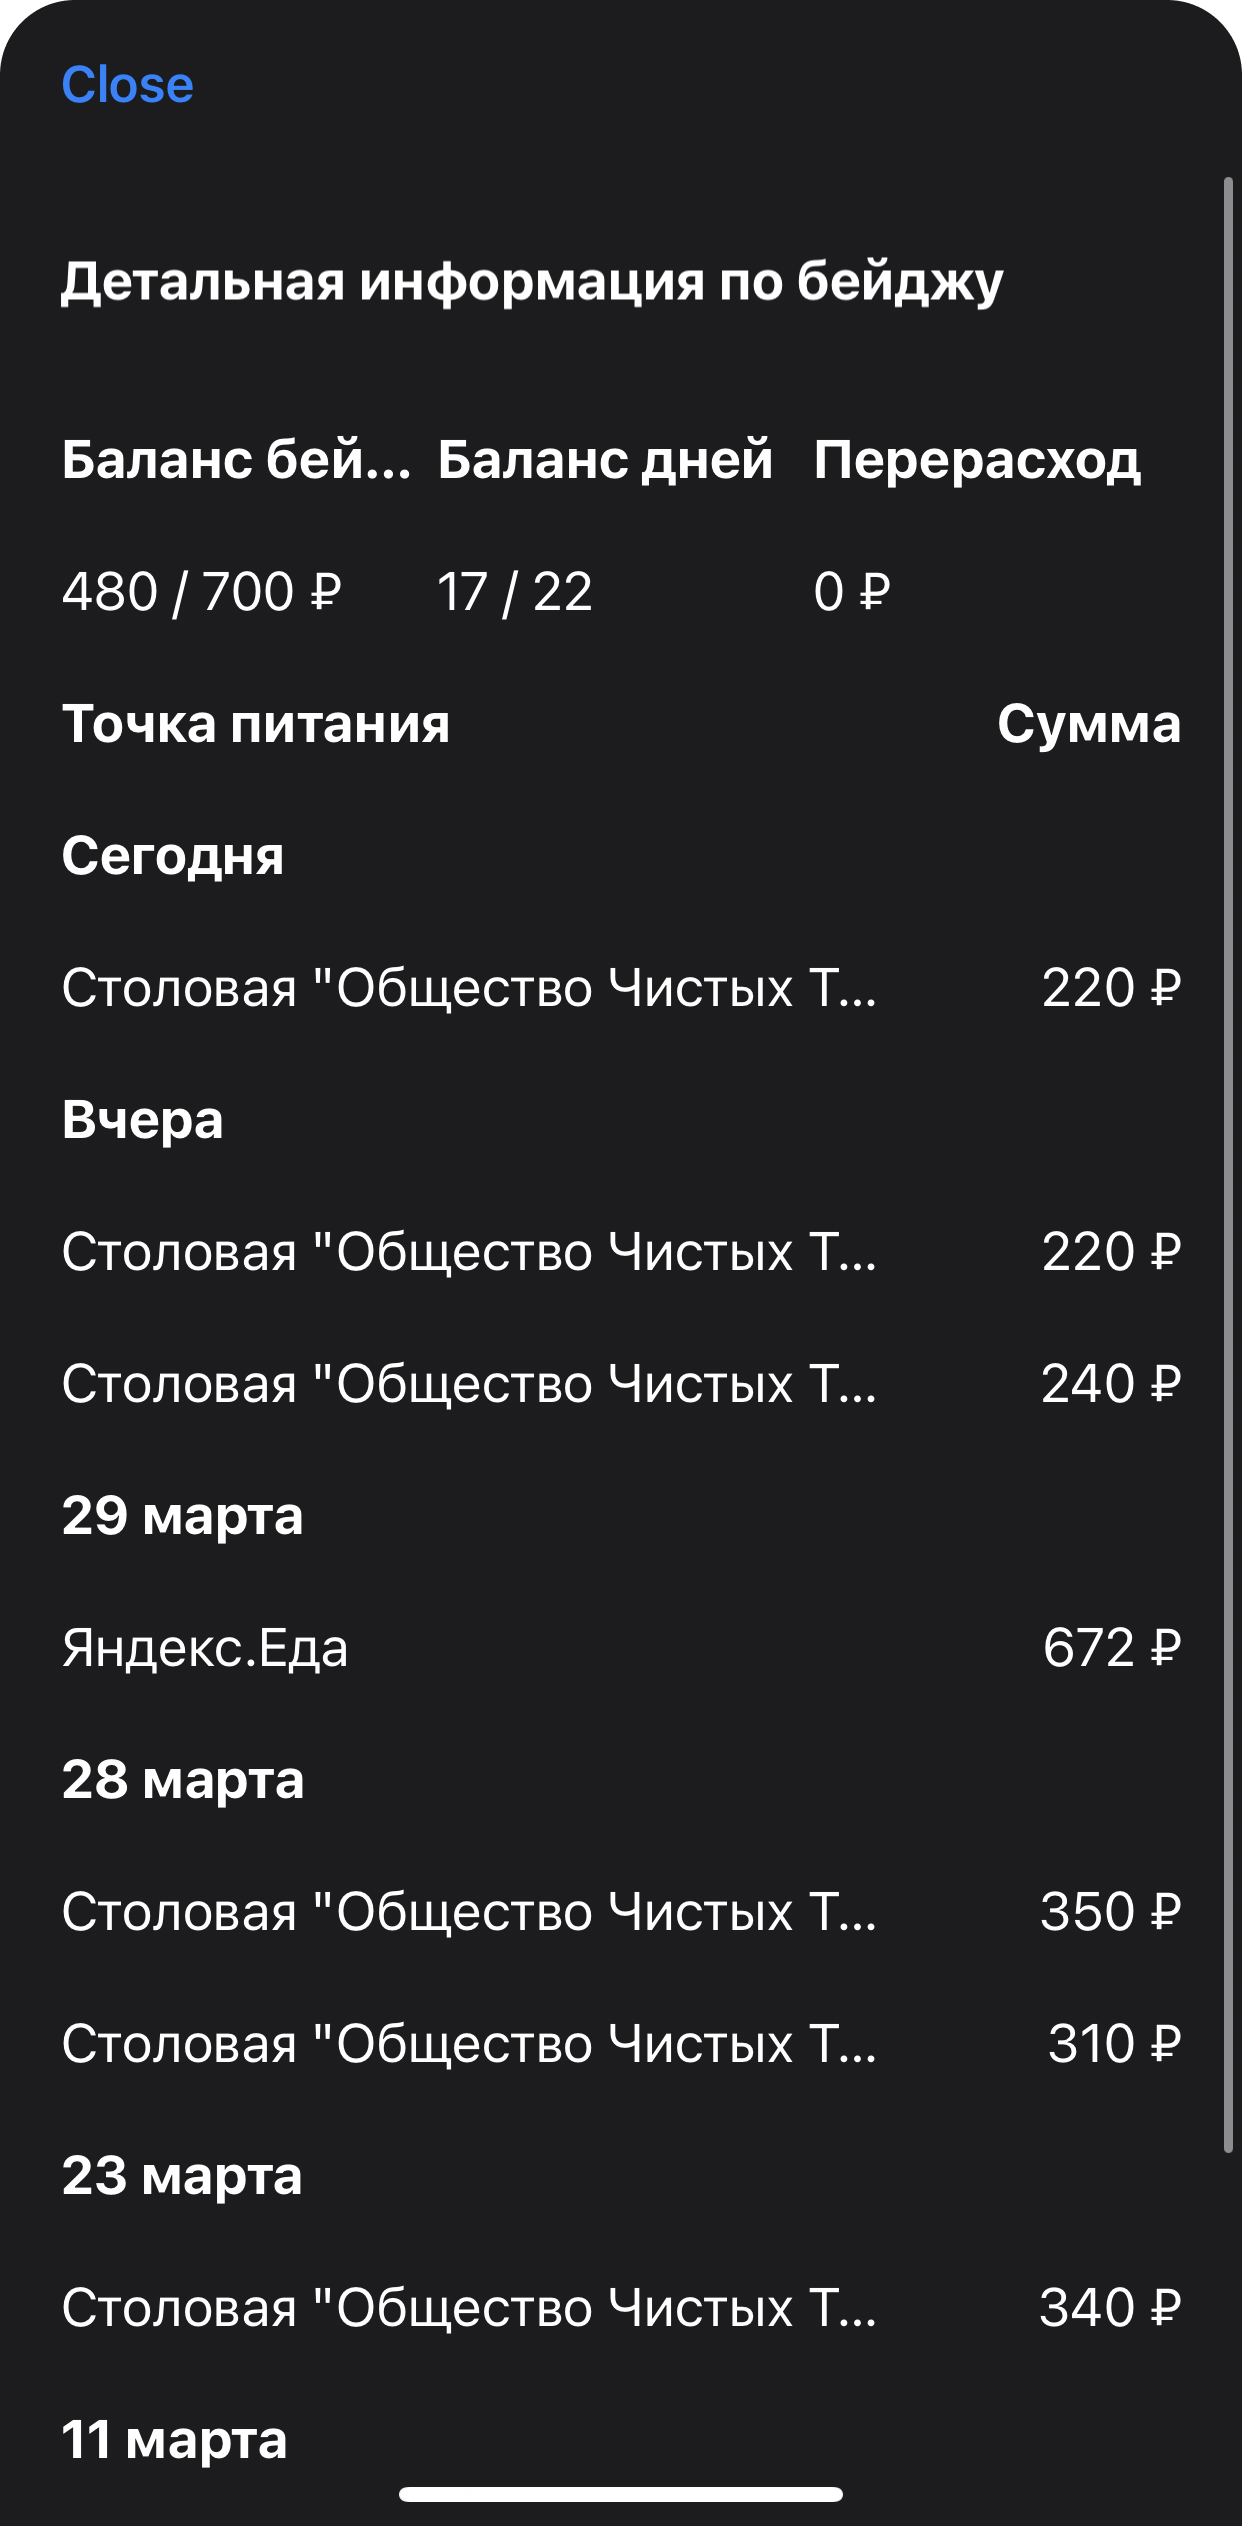 Close
Детальная информация по бейджу
Баланс бей... Баланс дней Перерасход
480 / 700 ₽ 17 / 22 0 ₽
Точка питания Сумма
Сегодня
Столовая "Общество Чистых Т... 220 ₽
Вчера
Столовая "Общество Чистых Т... 220 ₽
Столовая "Общество Чистых Т... 240 ₽
29 марта
Яндекс.Еда 672 ₽
28 марта
Столовая "Общество Чистых Т... 350 ₽
Столовая "Общество Чистых Т... 310 ₽
23 марта
Столовая "Общество Чистых Т... 340 ₽
11 марта